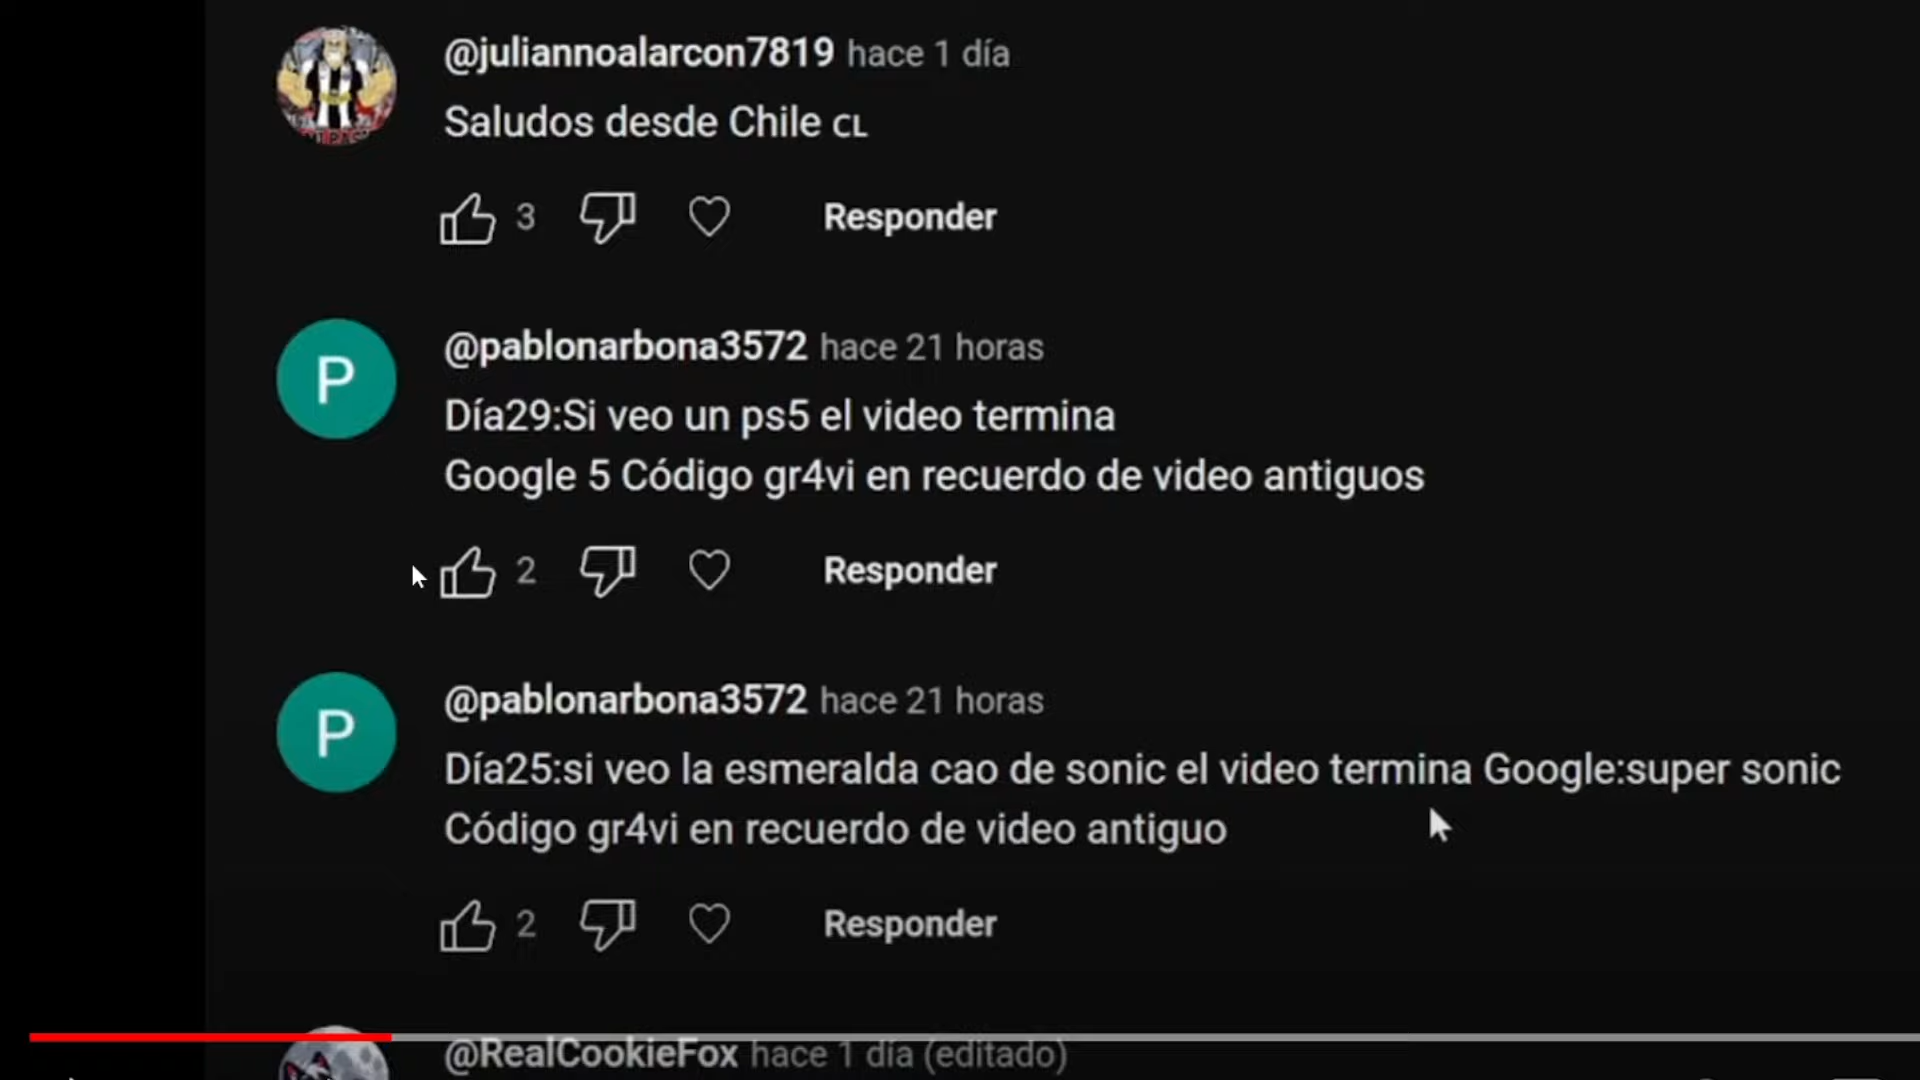 @juliannoalarcon7819 hace 1 día
Saludos desde Chile CL
3 Responder
P
@pablonarbona3572 hace 21 horas
Día29:Si veo un ps5 el video termina
Google 5 Código gr4vi en recuerdo de video antiguos
2 Responder
P
@pablonarbona3572 hace 21 horas
Día25:si veo la esmeralda cao de sonic el video termina Google:super sonic
Código gr4vi en recuerdo de video antiguo
2 Responder
@RealCookieFox hace 1 día (editado)